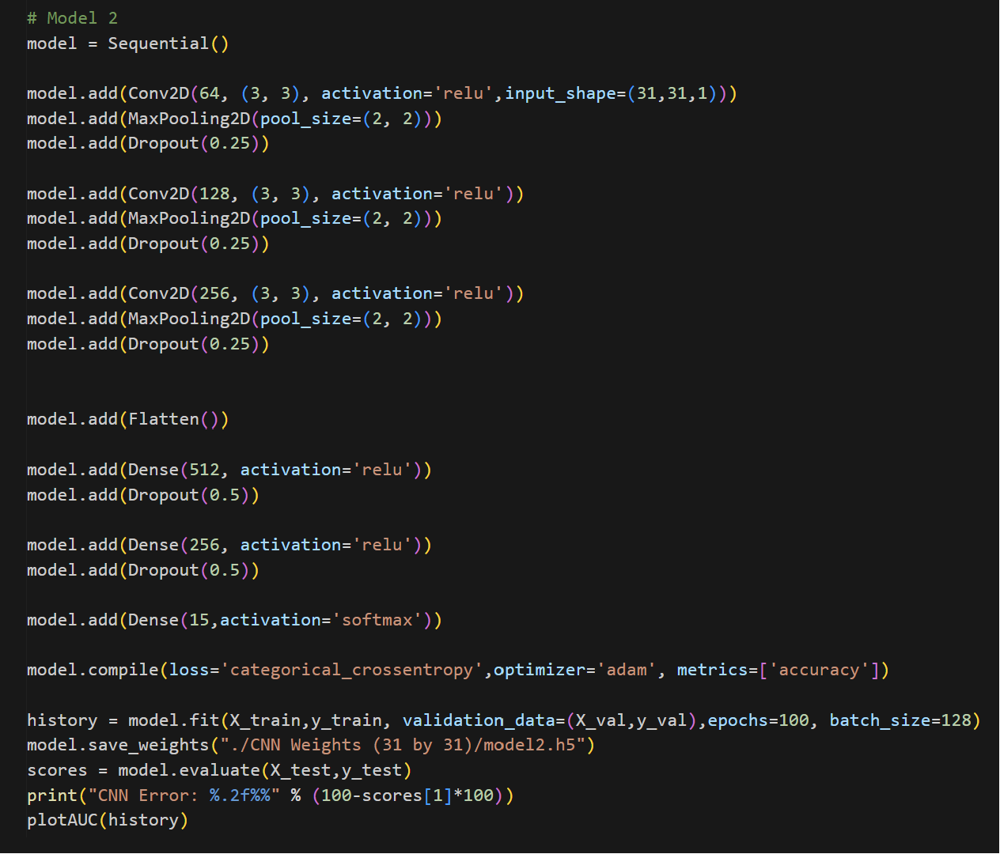 # Model 2
model = Sequential()
model.add(Conv2D(64, (3, 3), activation='relu',input_shape=(31,31,1)))
model.add(MaxPooling2D(pool_size=(2, 2)))
model.add(Dropout(0.25))
model.add(Conv2D(128, (3, 3), activation='relu'))
model.add(MaxPooling2D(pool_size=(2, 2)))
model.add(Dropout(0.25))
model.add(Conv2D(256, (3, 3), activation='relu'))
model.add(MaxPooling2D(pool_size=(2, 2)))
model.add(Dropout(0.25))
model.add(Flatten())
model.add(Dense(512, activation='relu'))
model.add(Dropout(0.5))
model.add(Dense(256, activation='relu'))
model.add(Dropout(0.5))
model.add(Dense(15,activation='softmax'))
model.compile(loss='categorical_crossentropy',optimizer='adam', metrics=['accuracy'])
history = model.fit(X_train,y_train, validation_data=(X_val,y_val),epochs=100, batch_size=128)
model.save_weights("./CNN Weights (31 by 31)/model2.h5")
scores = model.evaluate(X_test,y_test)
print("CNN Error: %.2f%%" % (100-scores[1]*100))
plotAUC(history)